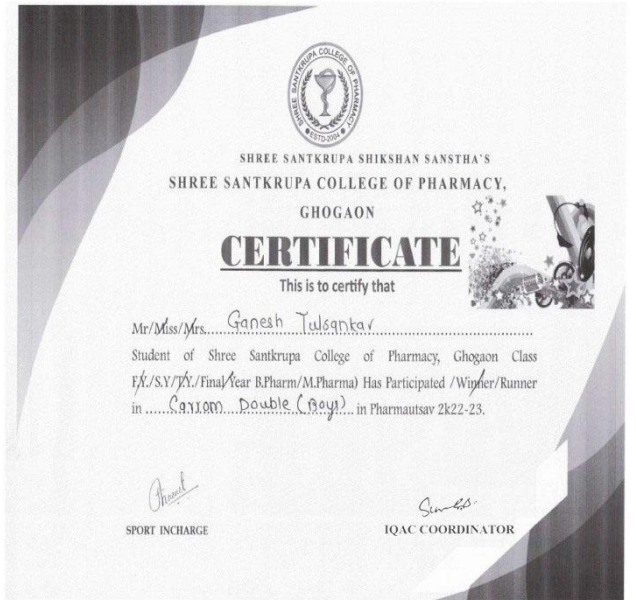 SHREE SANTKRUPA COLLEGE OF PHARMACY
ESTD-2004
SHREE SANTKRUPA SHIKSHAN SANSTHA'S
SHREE SANTKRUPA COLLEGE OF PHARMACY,
GHOGAON
CERTIFICATE
This is to certify that
Mr/Miss/Mrs....Ganesh Tulsankar....
Student of Shree Santkrupa College of Pharmacy, Ghogaon Class
F.Y./S.Y/T.Y./Final Year B.Pharm/M.Pharma) Has Participated /Winner/Runner
in ......Carrom Double (Boys)..... in Pharmautsav 2k22-23.
SPORT INCHARGE
IQAC COORDINATOR